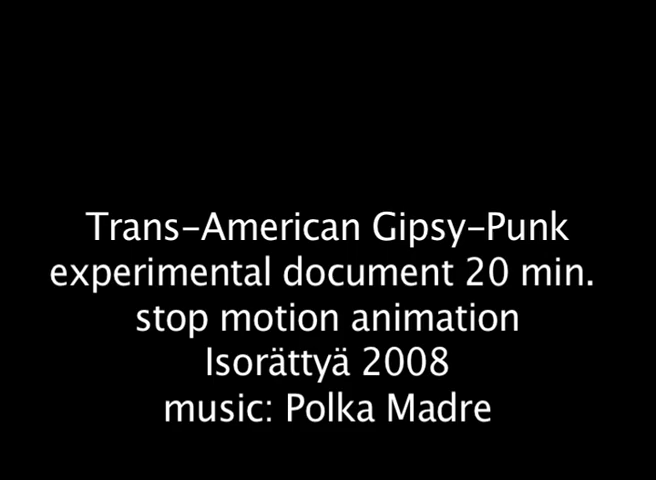 Trans-American Gipsy-Punk
experimental document 20 min.
stop motion animation
Isorättyä 2008
music: Polka Madre